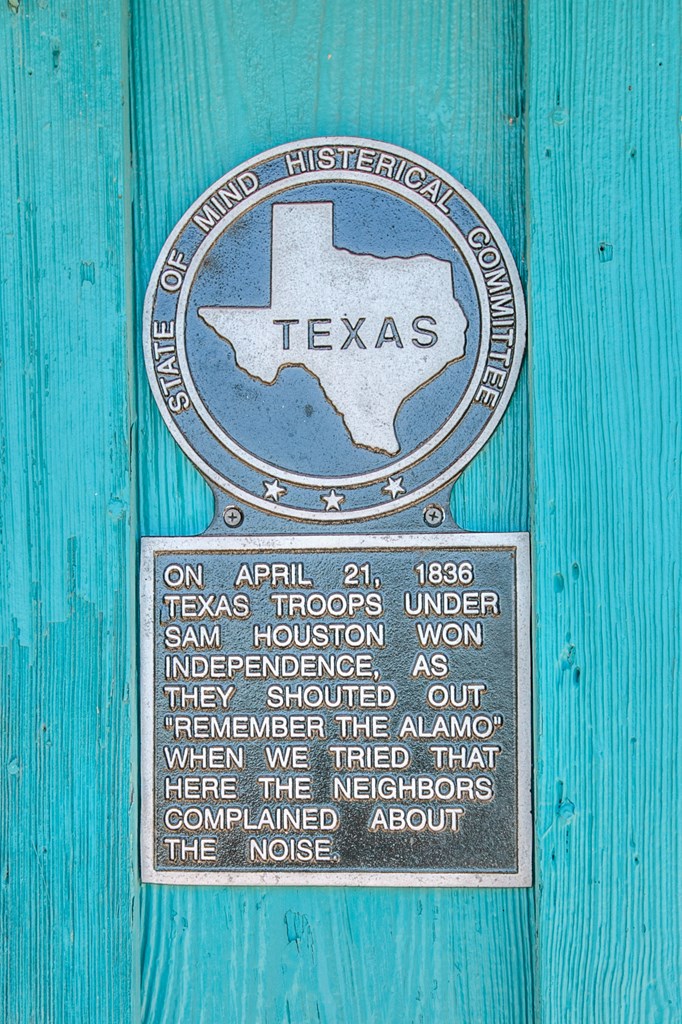 STATE OF MIND HISTERICAL COMMITTEE
TEXAS
ON APRIL 21, 1836
TEXAS TROOPS UNDER
SAM HOUSTON WON
INDEPENDENCE, AS
THEY SHOUTED OUT
"REMEMBER THE ALAMO"
WHEN WE TRIED THAT
HERE THE NEIGHBORS
COMPLAINED ABOUT
THE NOISE.